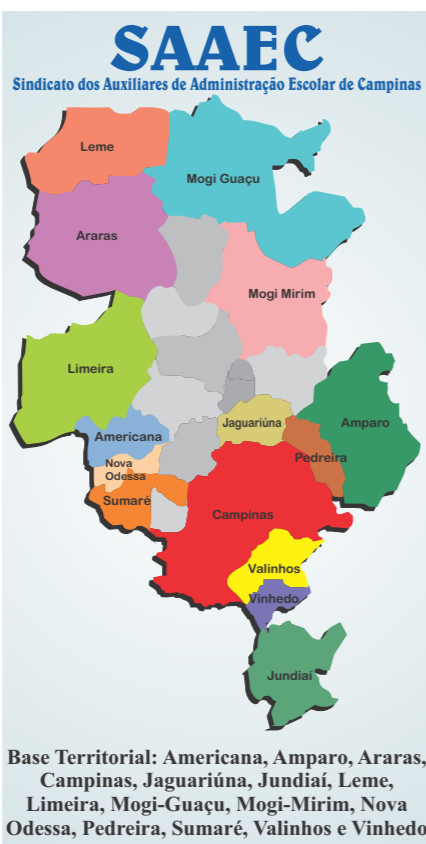 SAAEC
Sindicato dos Auxiliares de Administração Escolar de Campinas
Leme
Mogi Guaçu
Araras
Mogi Mirim
Limeira
Jaguariúna
Amparo
Americana
Pedreira
Nova
Odessa
Sumaré
Campinas
Valinhos
Vinhedo
Jundiaí
Base Territorial: Americana, Amparo, Araras,
Campinas, Jaguariúna, Jundiaí, Leme,
Limeira, Mogi-Guaçu, Mogi-Mirim, Nova
Odessa, Pedreira, Sumaré, Valinhos e Vinhedo